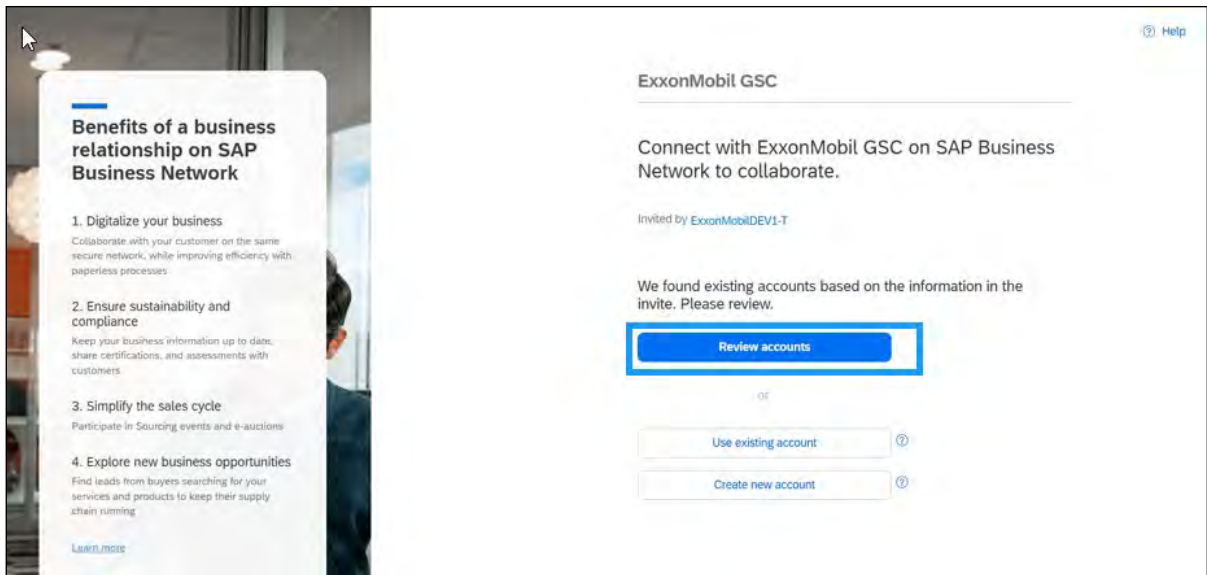 Help
Benefits of a business
relationship on SAP
Business Network
1. Digitalize your business
Collaborate with your customer on the same
secure network, while improving efficiency with
paperless processes
2. Ensure sustainability and
compliance
Keep your business information up to date,
share certifications, and assessments with
customers
3. Simplify the sales cycle
Participate in Sourcing events and e-auctions
4. Explore new business opportunities
Find leads from buyers searching for your
services and products to keep their supply
chain running
Learn more
ExxonMobil GSC
Connect with ExxonMobil GSC on SAP Business
Network to collaborate.
Invited by ExxonMobilDEV1-T
We found existing accounts based on the information in the
invite. Please review.
Review accounts
or
Use existing account
Create new account